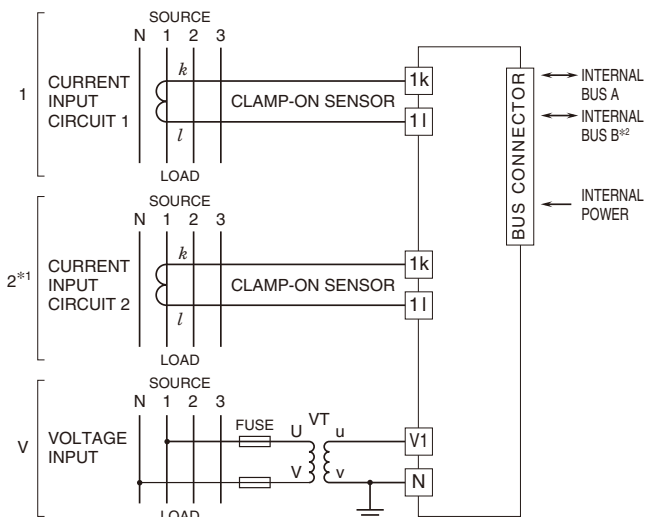 SOURCE
N 1 2 3
1
CURRENT
INPUT
CIRCUIT 1
k
l
CLAMP-ON SENSOR
1k
1l
LOAD
BUS CONNECTOR
INTERNAL
BUS A
INTERNAL
BUS B*2
INTERNAL
POWER
SOURCE
N 1 2 3
2*1
CURRENT
INPUT
CIRCUIT 2
k
l
CLAMP-ON SENSOR
1k
1l
LOAD
SOURCE
N 1 2 3
V
VOLTAGE
INPUT
FUSE
VT
U u
V v
V1
N
LOAD